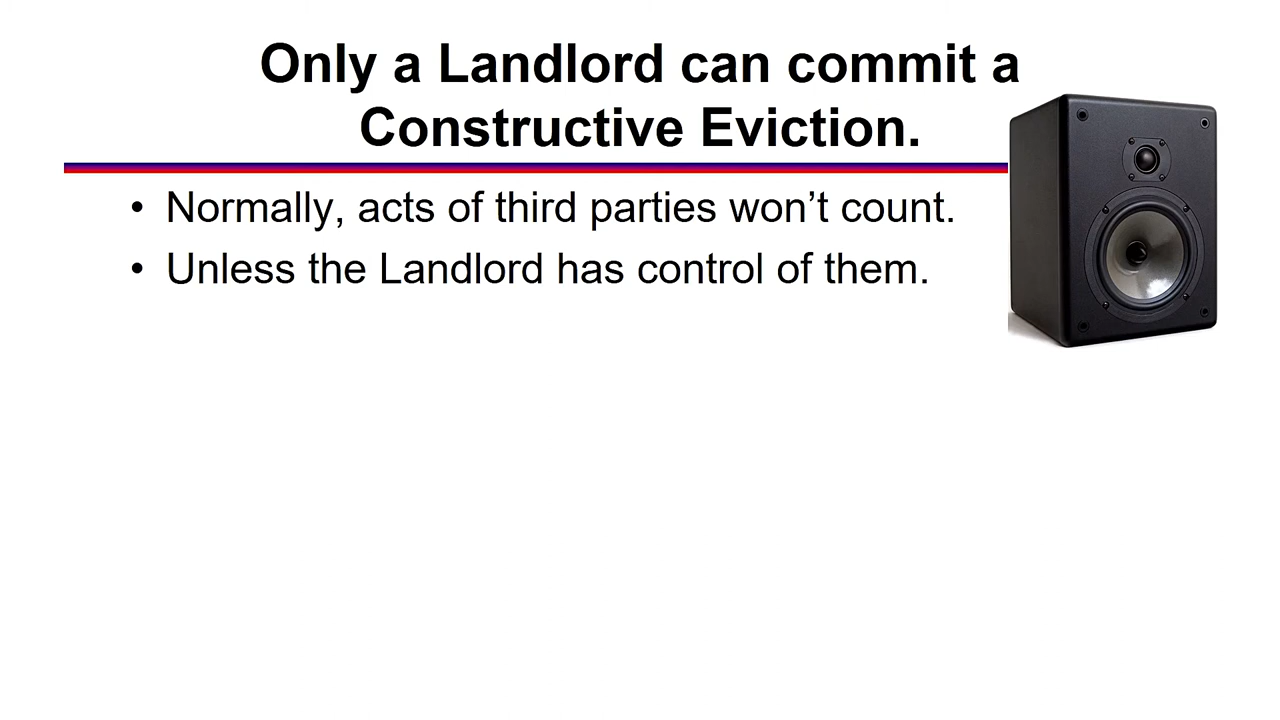 Only a Landlord can commit a
Constructive Eviction.
• Normally, acts of third parties won’t count.
• Unless the Landlord has control of them.